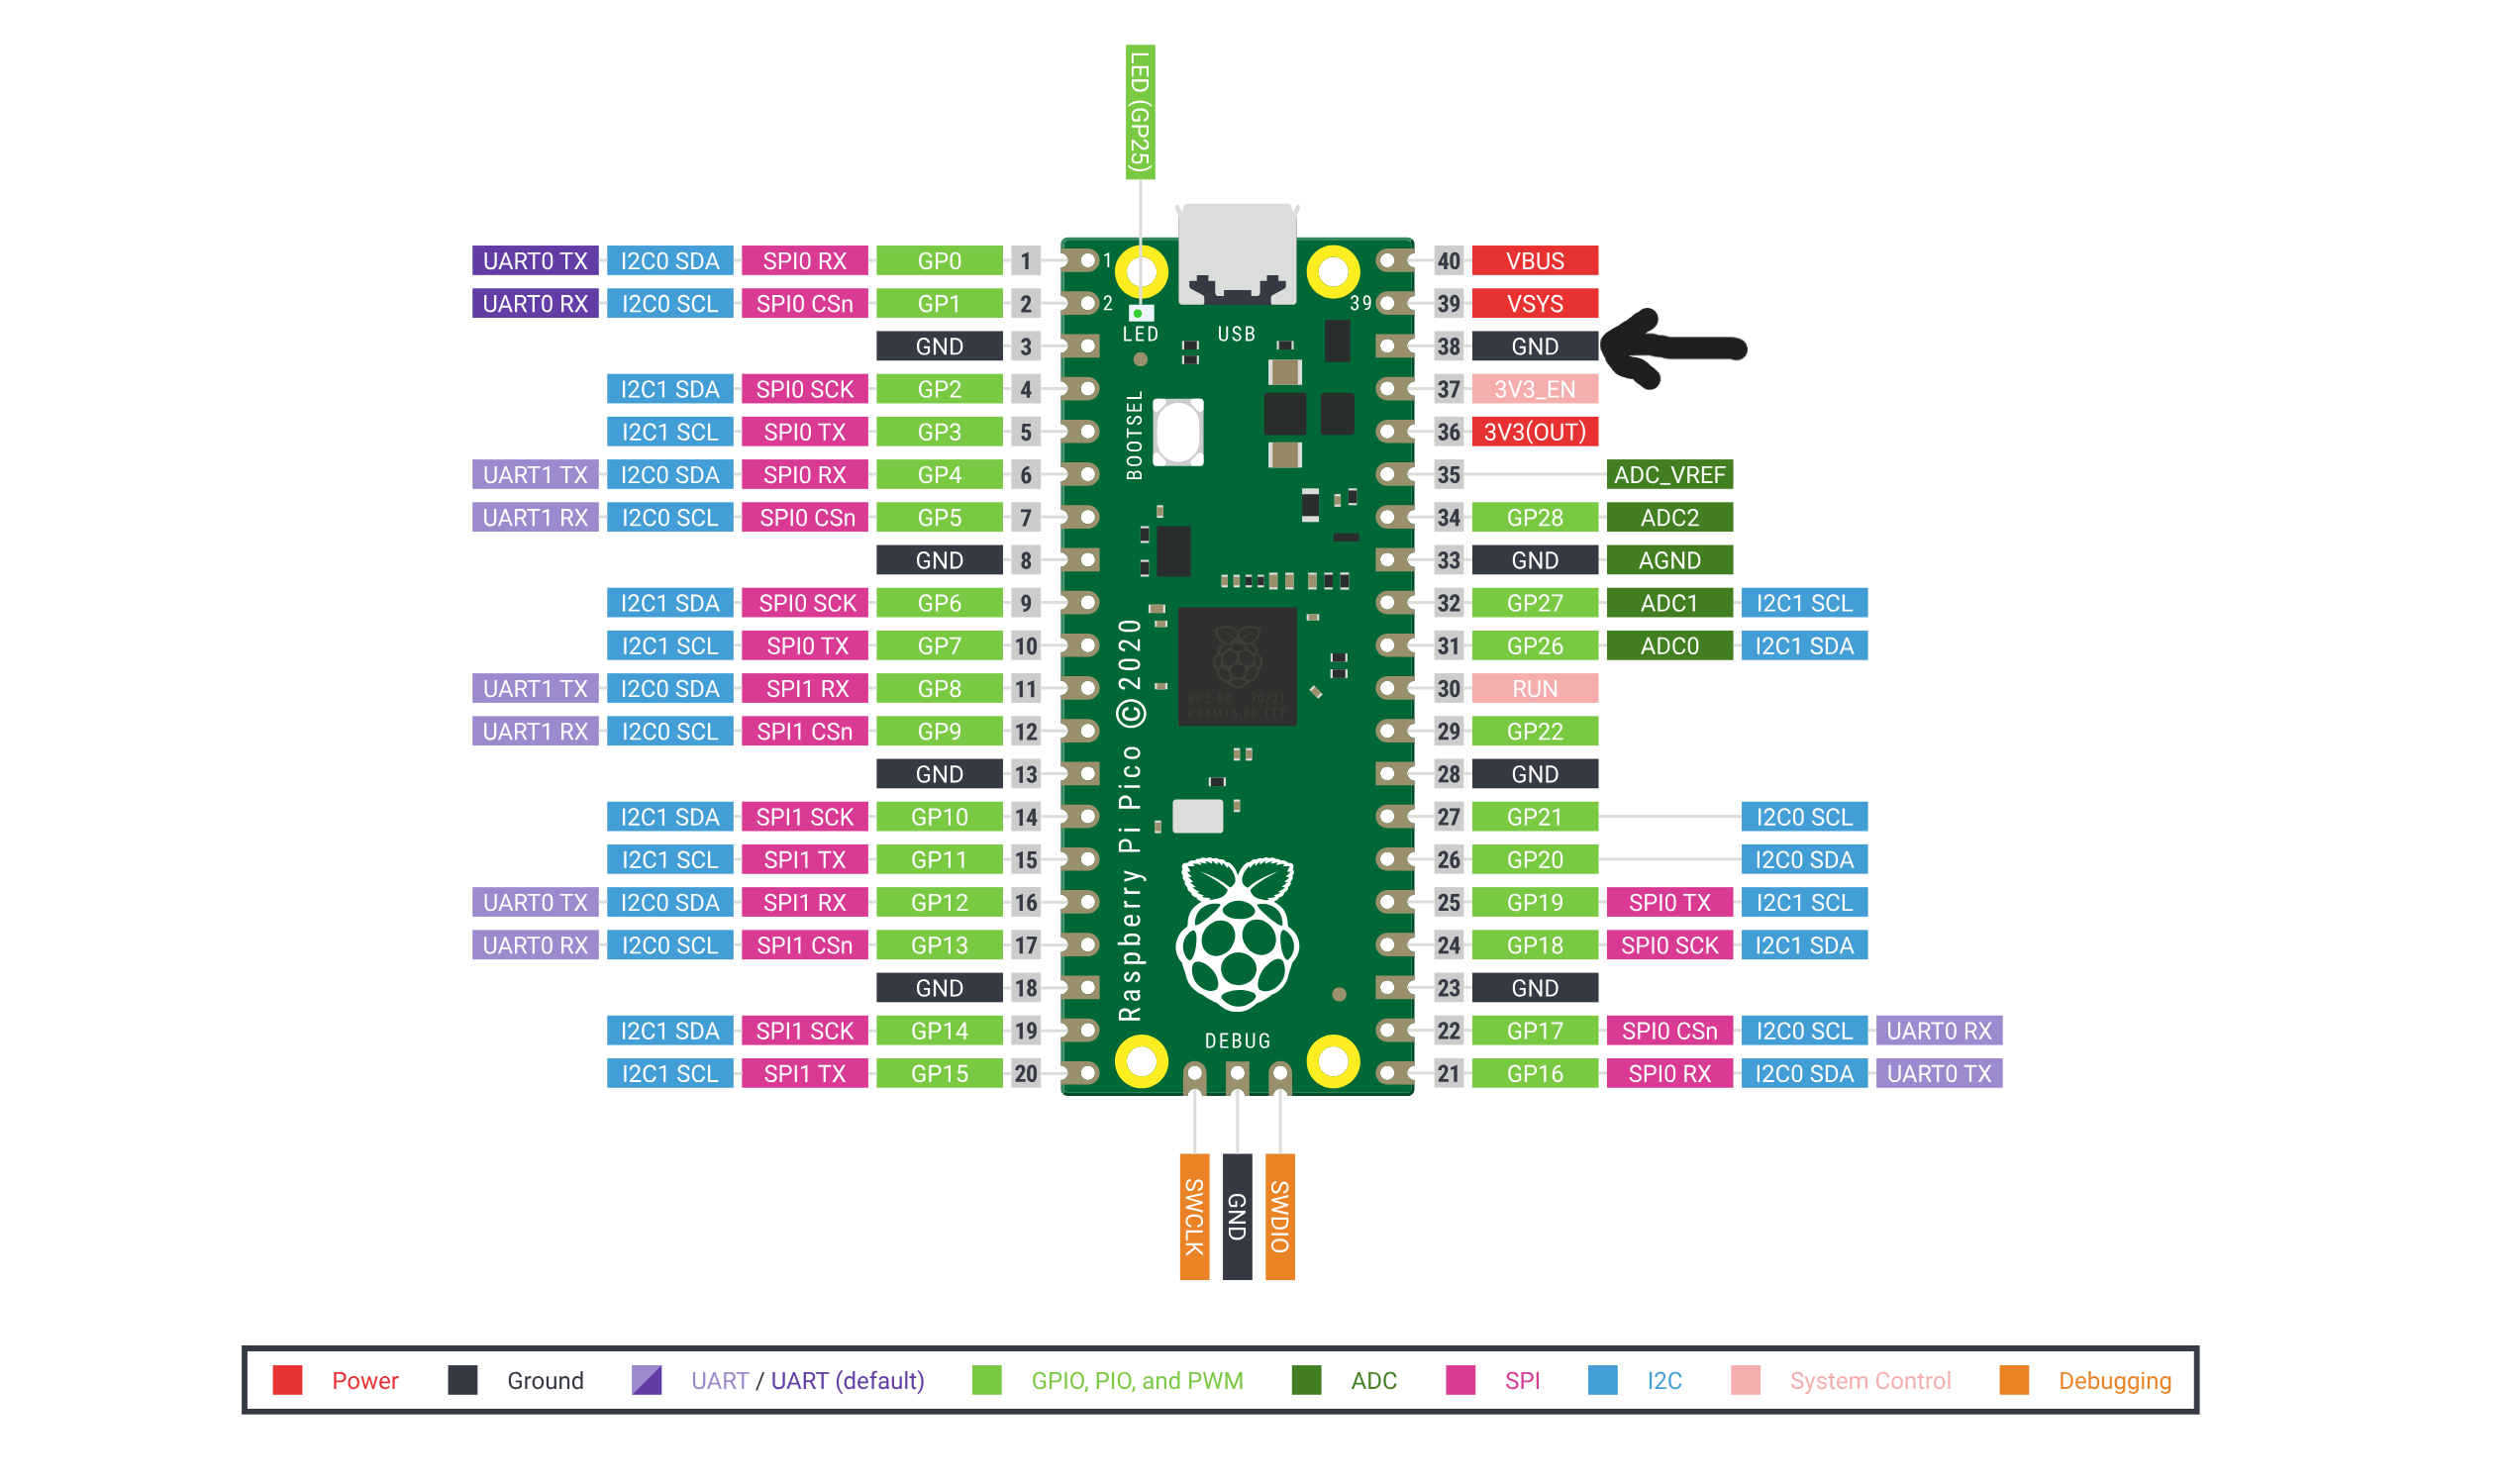 LED (GP25)
UART0 TX I2C0 SDA SPI0 RX GP0 1 1 40 VBUS
UART0 RX I2C0 SCL SPI0 CSn GP1 2 2 39 39 VSYS
LED USB
GND 3 38 GND
I2C1 SDA SPI0 SCK GP2 4 37 3V3_EN
I2C1 SCL SPI0 TX GP3 5 36 3V3(OUT)
BOOTSEL
UART1 TX I2C0 SDA SPI0 RX GP4 6 35 ADC_VREF
UART1 RX I2C0 SCL SPI0 CSn GP5 7 34 GP28 ADC2
GND 8 33 GND AGND
I2C1 SDA SPI0 SCK GP6 9 32 GP27 ADC1 I2C1 SCL
I2C1 SCL SPI0 TX GP7 10 31 GP26 ADC0 I2C1 SDA
UART1 TX I2C0 SDA SPI1 RX GP8 11 30 RUN
RP2-B0 20/21
P64M15.00 TTT
UART1 RX I2C0 SCL SPI1 CSn GP9 12 29 GP22
GND 13 28 GND
I2C1 SDA SPI1 SCK GP10 14 27 GP21 I2C0 SCL
Raspberry Pi Pico ©2020
I2C1 SCL SPI1 TX GP11 15 26 GP20 I2C0 SDA
UART0 TX I2C0 SDA SPI1 RX GP12 16 25 GP19 SPI0 TX I2C1 SCL
UART0 RX I2C0 SCL SPI1 CSn GP13 17 24 GP18 SPI0 SCK I2C1 SDA
GND 18 23 GND
I2C1 SDA SPI1 SCK GP14 19 22 GP17 SPI0 CSn I2C0 SCL UART0 RX
DEBUG
I2C1 SCL SPI1 TX GP15 20 21 GP16 SPI0 RX I2C0 SDA UART0 TX
SWCLK
GND
SWDIO
Power Ground UART / UART (default) GPIO, PIO, and PWM ADC SPI I2C System Control Debugging